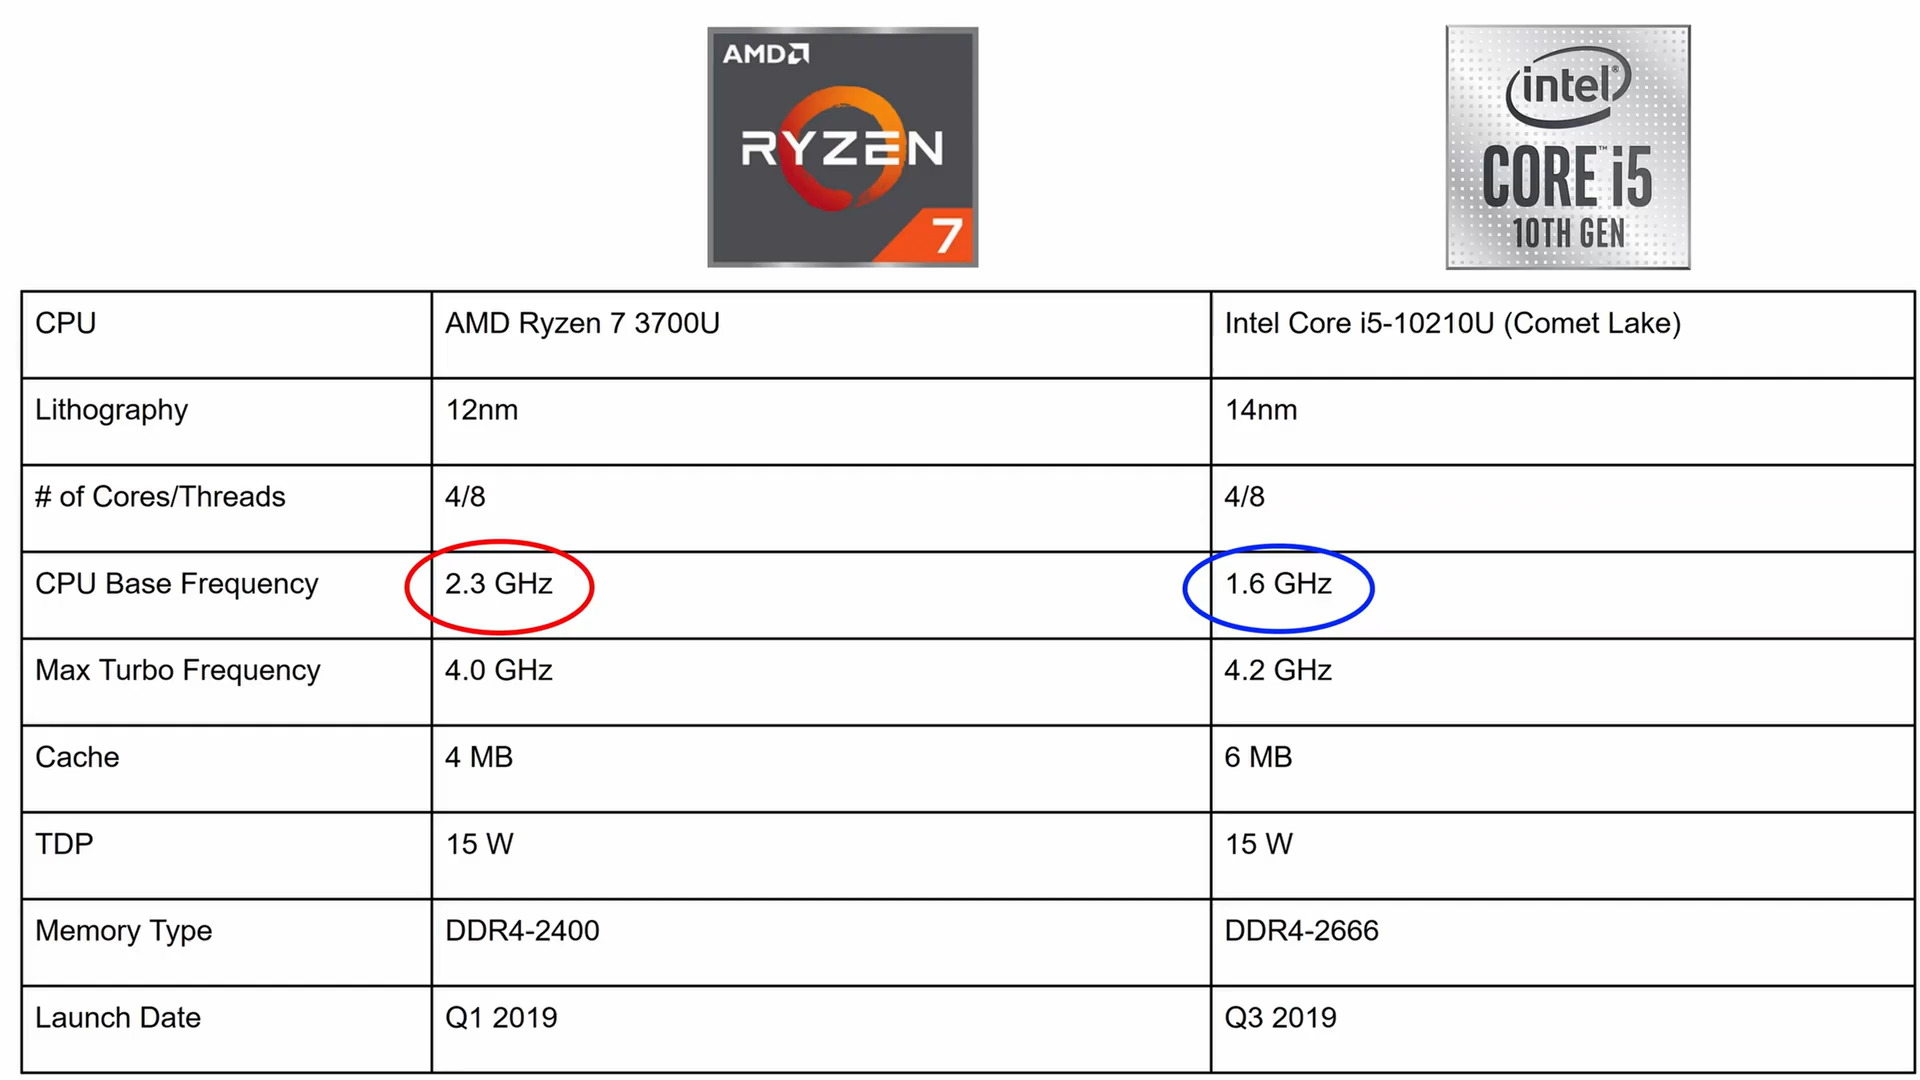 AMD
RYZEN
7
intel®
CORE™ i5
10TH GEN
CPU AMD Ryzen 7 3700U Intel Core i5-10210U (Comet Lake)
Lithography 12nm 14nm
# of Cores/Threads 4/8 4/8
CPU Base Frequency 2.3 GHz 1.6 GHz
Max Turbo Frequency 4.0 GHz 4.2 GHz
Cache 4 MB 6 MB
TDP 15 W 15 W
Memory Type DDR4-2400 DDR4-2666
Launch Date Q1 2019 Q3 2019